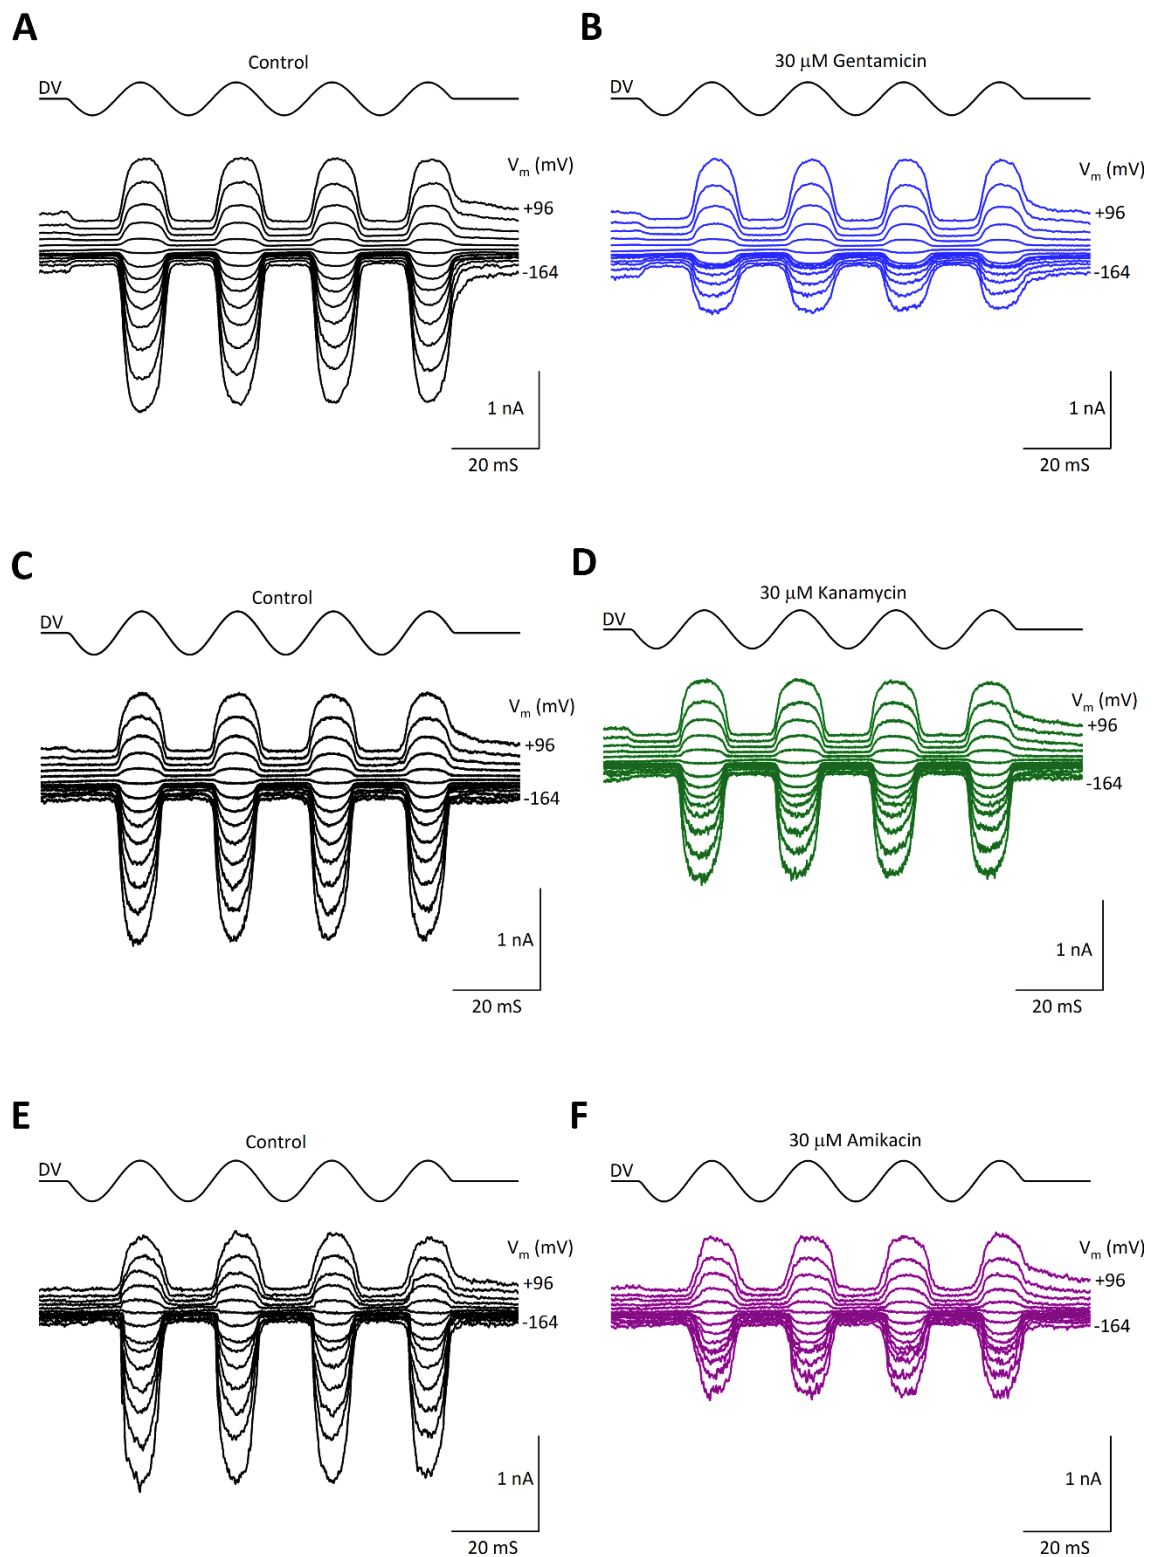 A
Control
DV
Vm (mV)
+96
-164
1 nA
20 mS
B
30 μM Gentamicin
DV
Vm (mV)
+96
-164
1 nA
20 mS
C
Control
DV
Vm (mV)
+96
-164
1 nA
20 mS
D
30 μM Kanamycin
DV
Vm (mV)
+96
-164
1 nA
20 mS
E
Control
DV
Vm (mV)
+96
-164
1 nA
20 mS
F
30 μM Amikacin
DV
Vm (mV)
+96
-164
1 nA
20 mS